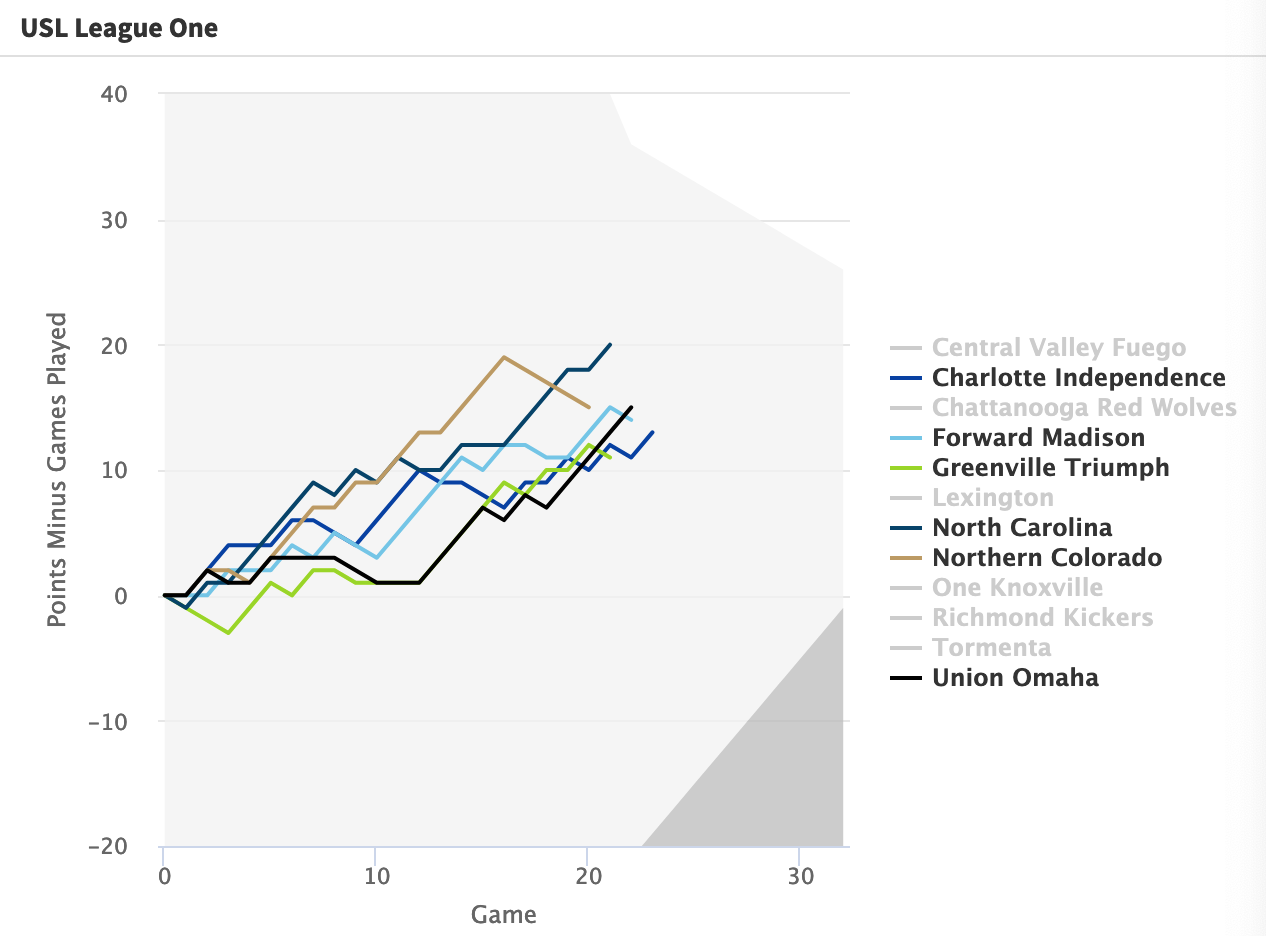 USL League One
40
30
20
10
0
−10
−20
Points Minus Games Played
0
10
20
30
Game
Central Valley Fuego
Charlotte Independence
Chattanooga Red Wolves
Forward Madison
Greenville Triumph
Lexington
North Carolina
Northern Colorado
One Knoxville
Richmond Kickers
Tormenta
Union Omaha